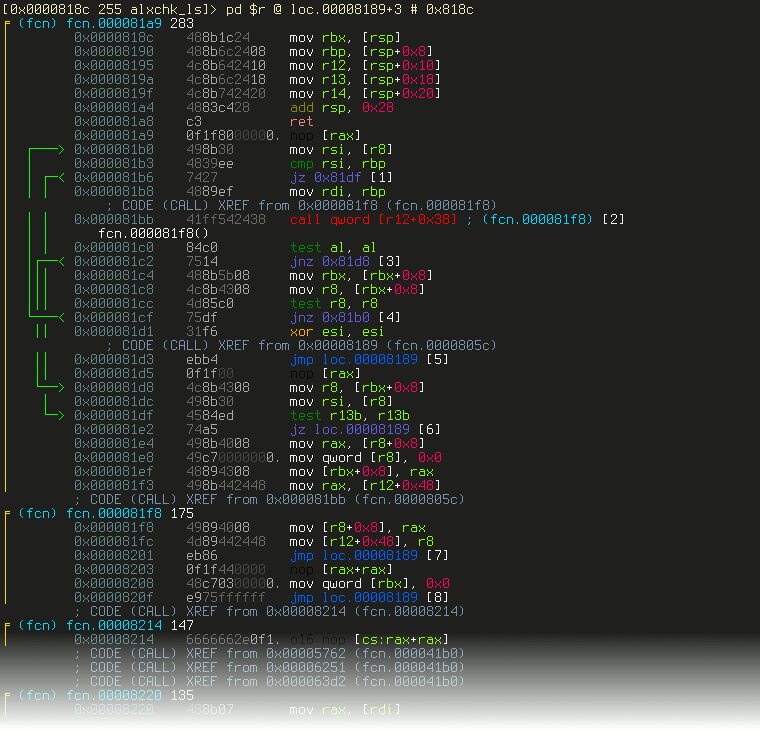 [0x0000818c 255 alxchk_ls]> pd $r @ loc.00008189+3 # 0x818c
(fcn) fcn.000081a9 283
0x0000818c 488b1c24 mov rbx, [rsp]
0x00008190 488b6c2408 mov rbp, [rsp+0x8]
0x00008195 4c8b642410 mov r12, [rsp+0x10]
0x0000819a 4c8b6c2418 mov r13, [rsp+0x18]
0x0000819f 4c8b742420 mov r14, [rsp+0x20]
0x000081a4 4883c428 add rsp, 0x28
0x000081a8 c3 ret
0x000081a9 0f1f8000000. nop [rax]
0x000081b0 498b30 mov rsi, [r8]
0x000081b3 4839ee cmp rsi, rbp
0x000081b6 7427 jz 0x81df [1]
0x000081b8 4889ef mov rdi, rbp
; CODE (CALL) XREF from 0x000081f8 (fcn.000081f8)
0x000081bb 41ff542438 call qword [r12+0x38] ; (fcn.000081f8) [2]
fcn.000081f8()
0x000081c0 84c0 test al, al
0x000081c2 7514 jnz 0x81d8 [3]
0x000081c4 488b5b08 mov rbx, [rbx+0x8]
0x000081c8 4c8b4308 mov r8, [rbx+0x8]
0x000081cc 4d85c0 test r8, r8
0x000081cf 75df jnz 0x81b0 [4]
0x000081d1 31f6 xor esi, esi
; CODE (CALL) XREF from 0x00008189 (fcn.0000805c)
0x000081d3 ebb4 jmp loc.00008189 [5]
0x000081d5 0f1f00 nop [rax]
0x000081d8 4c8b4308 mov r8, [rbx+0x8]
0x000081dc 498b30 mov rsi, [r8]
0x000081df 4584ed test r13b, r13b
0x000081e2 74a5 jz loc.00008189 [6]
0x000081e4 498b4008 mov rax, [r8+0x8]
0x000081e8 49c70000000. mov qword [r8], 0x0
0x000081ef 48894308 mov [rbx+0x8], rax
0x000081f3 498b442448 mov rax, [r12+0x48]
; CODE (CALL) XREF from 0x000081bb (fcn.0000805c)
(fcn) fcn.000081f8 175
0x000081f8 49894008 mov [r8+0x8], rax
0x000081fc 4d89442448 mov [r12+0x48], r8
0x00008201 eb86 jmp loc.00008189 [7]
0x00008203 0f1f440000 nop [rax+rax]
0x00008208 48c7030000. mov qword [rbx], 0x0
0x0000820f e975ffffff jmp loc.00008189 [8]
; CODE (CALL) XREF from 0x00008214 (fcn.00008214)
(fcn) fcn.00008214 147
0x00008214 6666662e0f1. o16 nop [cs:rax+rax]
; CODE (CALL) XREF from 0x00005762 (fcn.000041b0)
; CODE (CALL) XREF from 0x00006251 (fcn.000041b0)
; CODE (CALL) XREF from 0x000063d2 (fcn.000041b0)
(fcn) fcn.00008220 135
0x00008220 488b07 mov rax, [rdi]